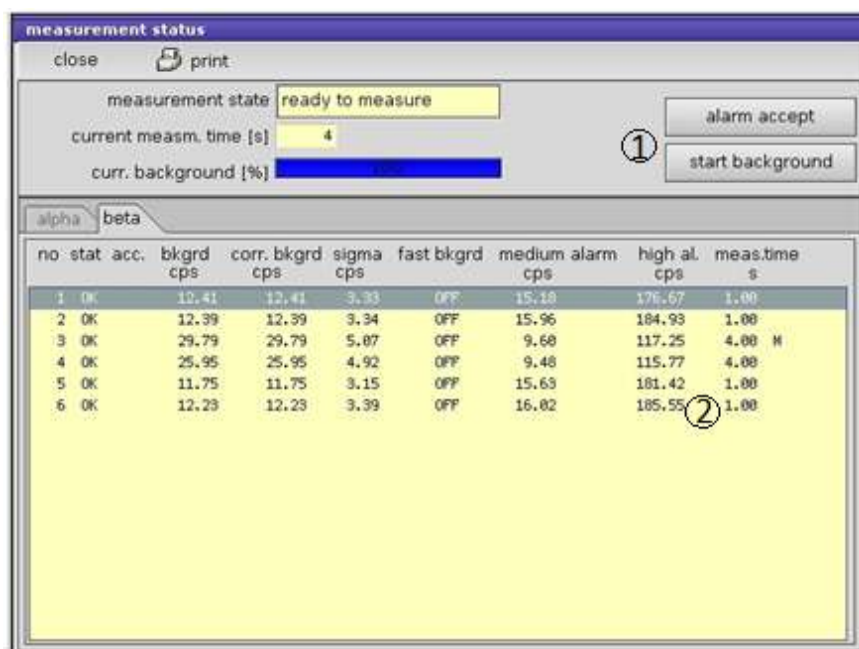 measurement status
close print
measurement state ready to measure
current measm. time [s] 4
curr. background [%]
① alarm accept
start background
alpha beta
no stat acc. bkgrd corr. bkgrd sigma fast bkgrd medium alarm high al. meas.time
cps cps cps cps cps s
1 OK 12.41 12.41 3.33 OFF 15.18 176.67 1.00
2 OK 12.39 12.39 3.34 OFF 15.96 184.93 1.00
3 OK 29.79 29.79 5.07 OFF 9.60 117.25 4.00 M
4 OK 25.95 25.95 4.92 OFF 9.48 115.77 4.00
5 OK 11.75 11.75 3.15 OFF 15.63 181.42 1.00
6 OK 12.23 12.23 3.39 OFF 16.02 185.55 ② 1.00